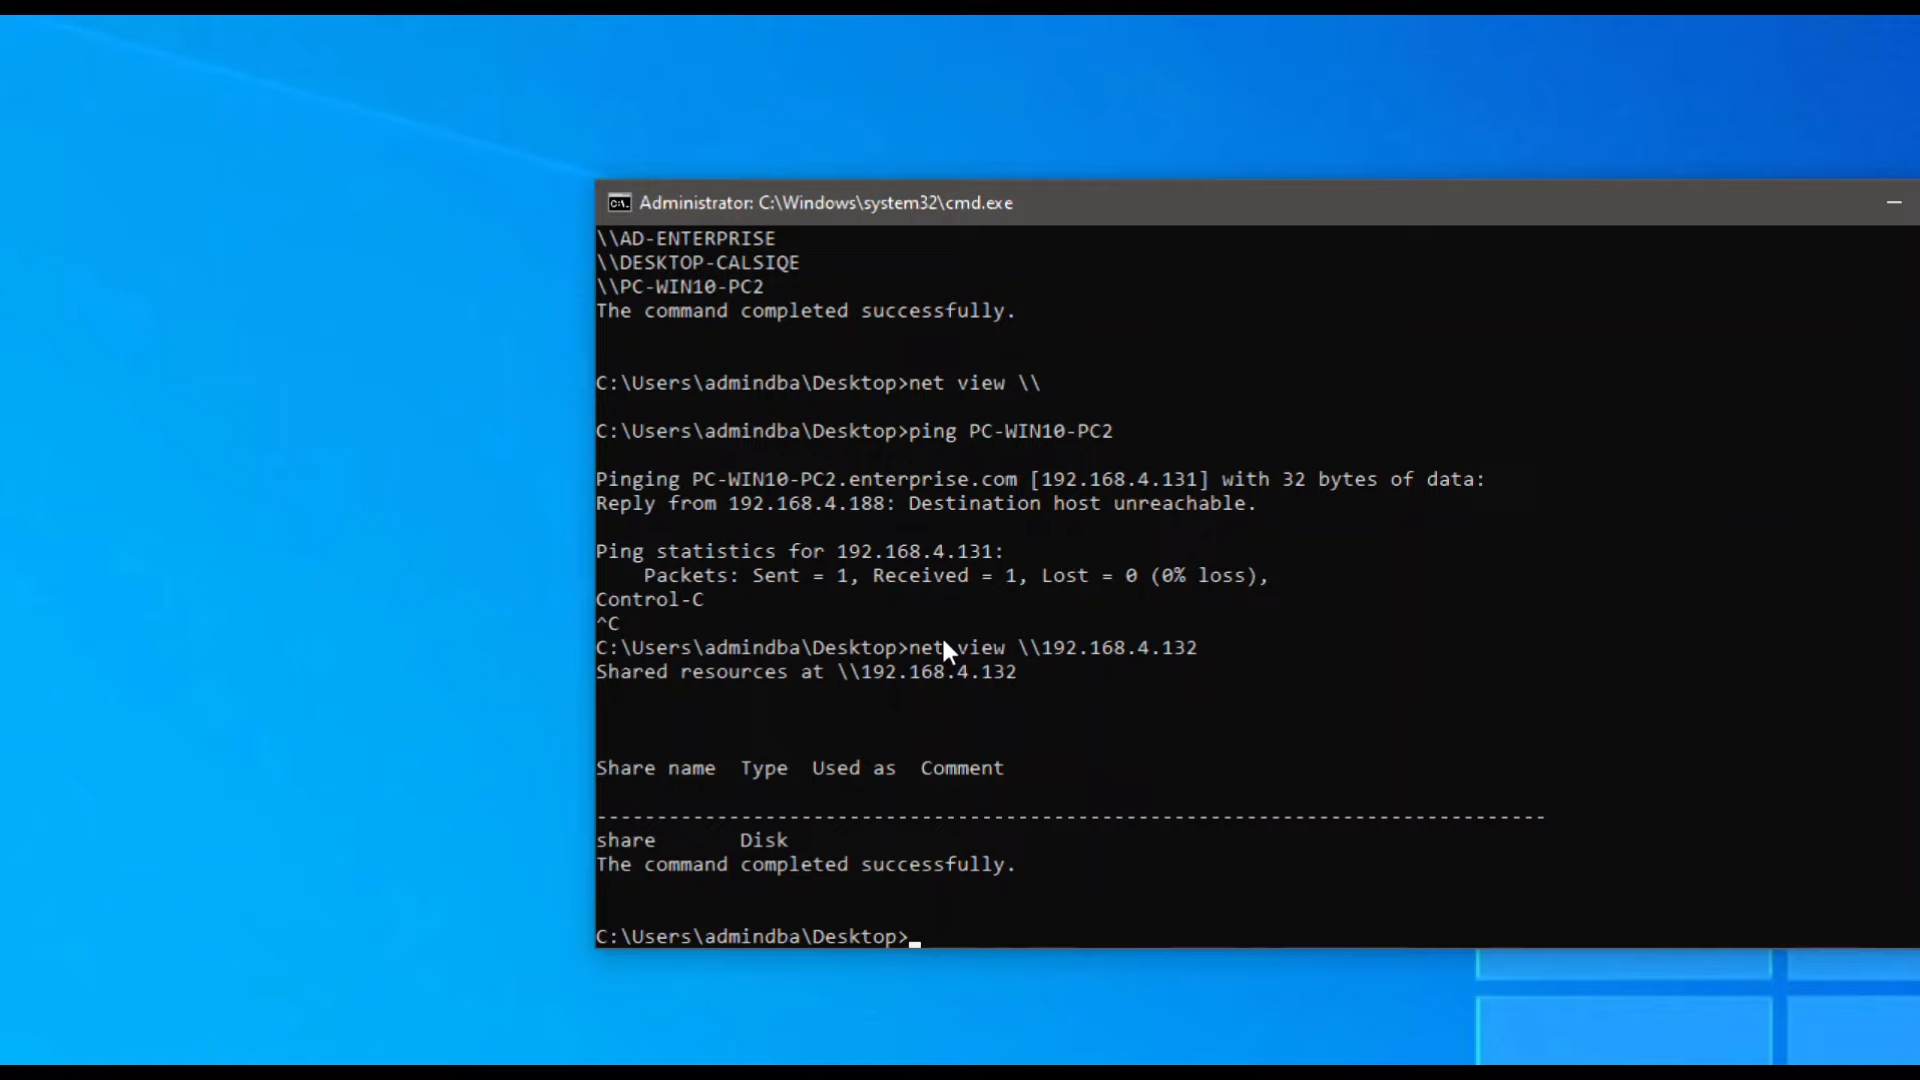 Administrator: C:\Windows\system32\cmd.exe
\\AD-ENTERPRISE
\\DESKTOP-CALSIQE
\\PC-WIN10-PC2
The command completed successfully.
C:\Users\admindba\Desktop>net view \\
C:\Users\admindba\Desktop>ping PC-WIN10-PC2
Pinging PC-WIN10-PC2.enterprise.com [192.168.4.131] with 32 bytes of data:
Reply from 192.168.4.188: Destination host unreachable.
Ping statistics for 192.168.4.131:
    Packets: Sent = 1, Received = 1, Lost = 0 (0% loss),
Control-C
^C
C:\Users\admindba\Desktop>net view \\192.168.4.132
Shared resources at \\192.168.4.132
Share name  Type  Used as  Comment
-------------------------------------------------------------------------------
share       Disk
The command completed successfully.
C:\Users\admindba\Desktop>